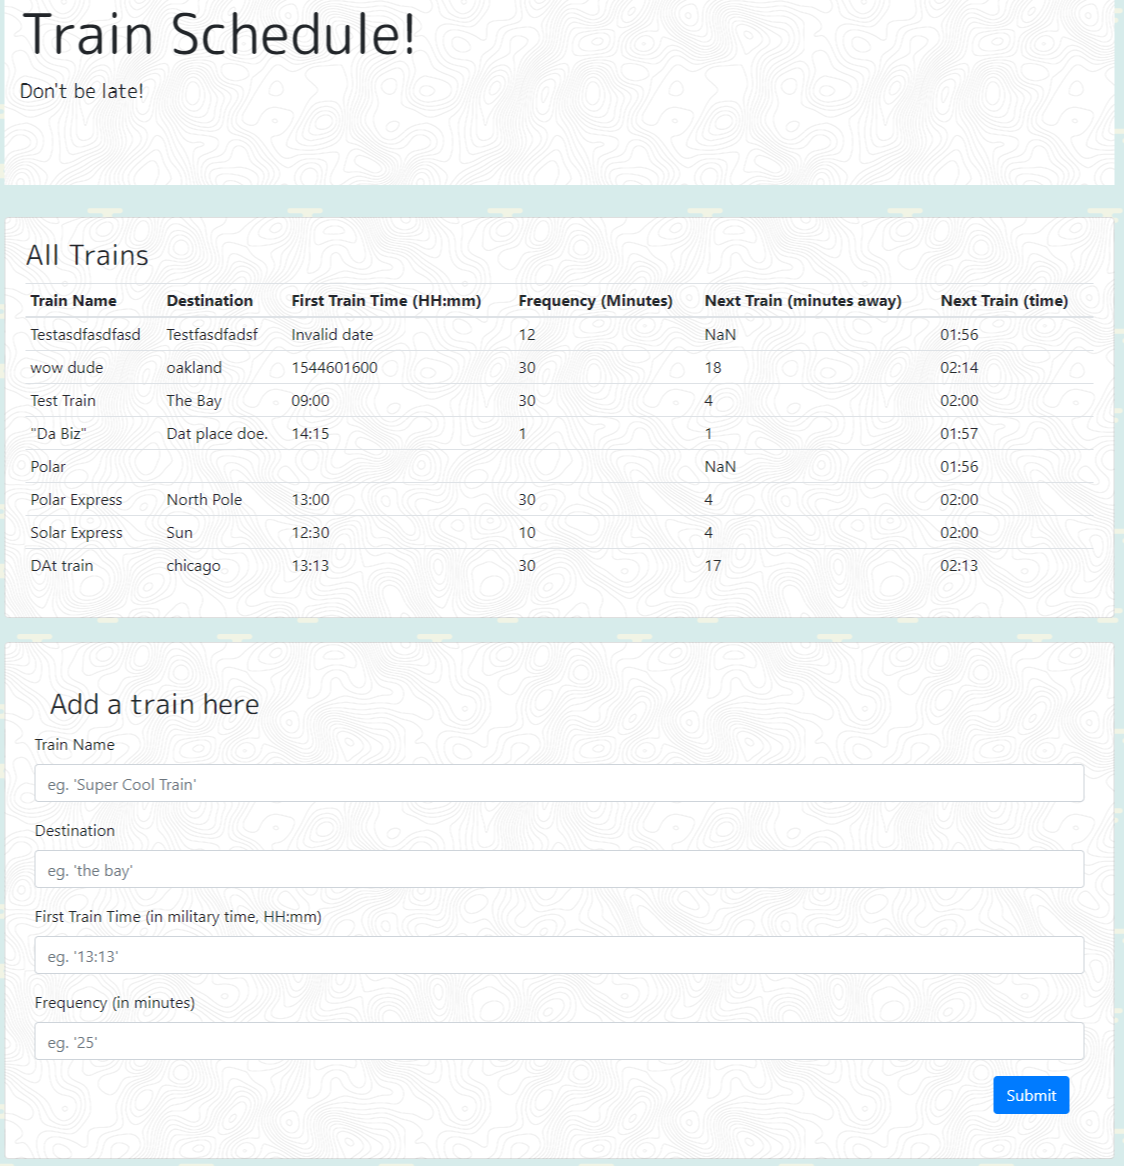 Train Schedule!
Don't be late!
All Trains
Train Name Destination First Train Time (HH:mm) Frequency (Minutes) Next Train (minutes away) Next Train (time)
Testasdfasdfasd Testfasdfadsf Invalid date 12 NaN 01:56
wow dude oakland 1544601600 30 18 02:14
Test Train The Bay 09:00 30 4 02:00
"Da Biz" Dat place doe. 14:15 1 1 01:57
Polar NaN 01:56
Polar Express North Pole 13:00 30 4 02:00
Solar Express Sun 12:30 10 4 02:00
DAt train chicago 13:13 30 17 02:13
Add a train here
Train Name
eg. 'Super Cool Train'
Destination
eg. 'the bay'
First Train Time (in military time, HH:mm)
eg. '13:13'
Frequency (in minutes)
eg. '25'
Submit